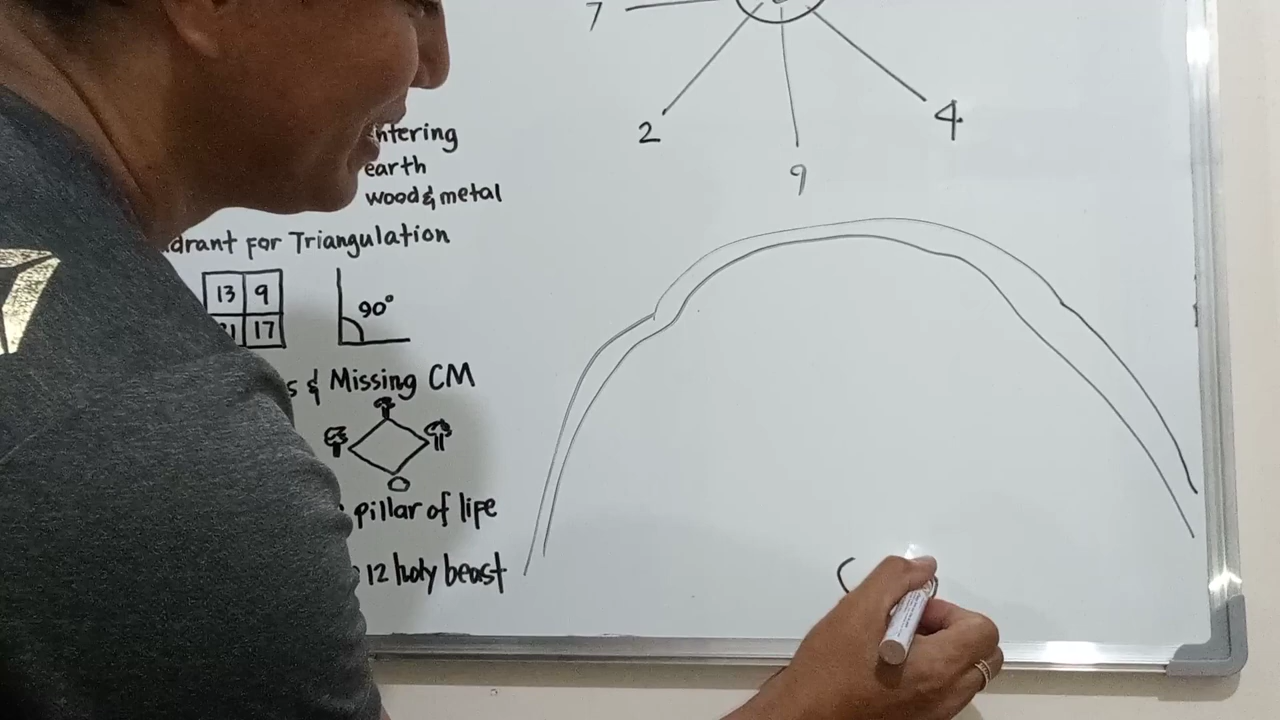 7
2
4
9
ntering
earth
wood & metal
drant for Triangulation
13 9
17
90°
s & Missing CM
pillar of life
12 holy beast